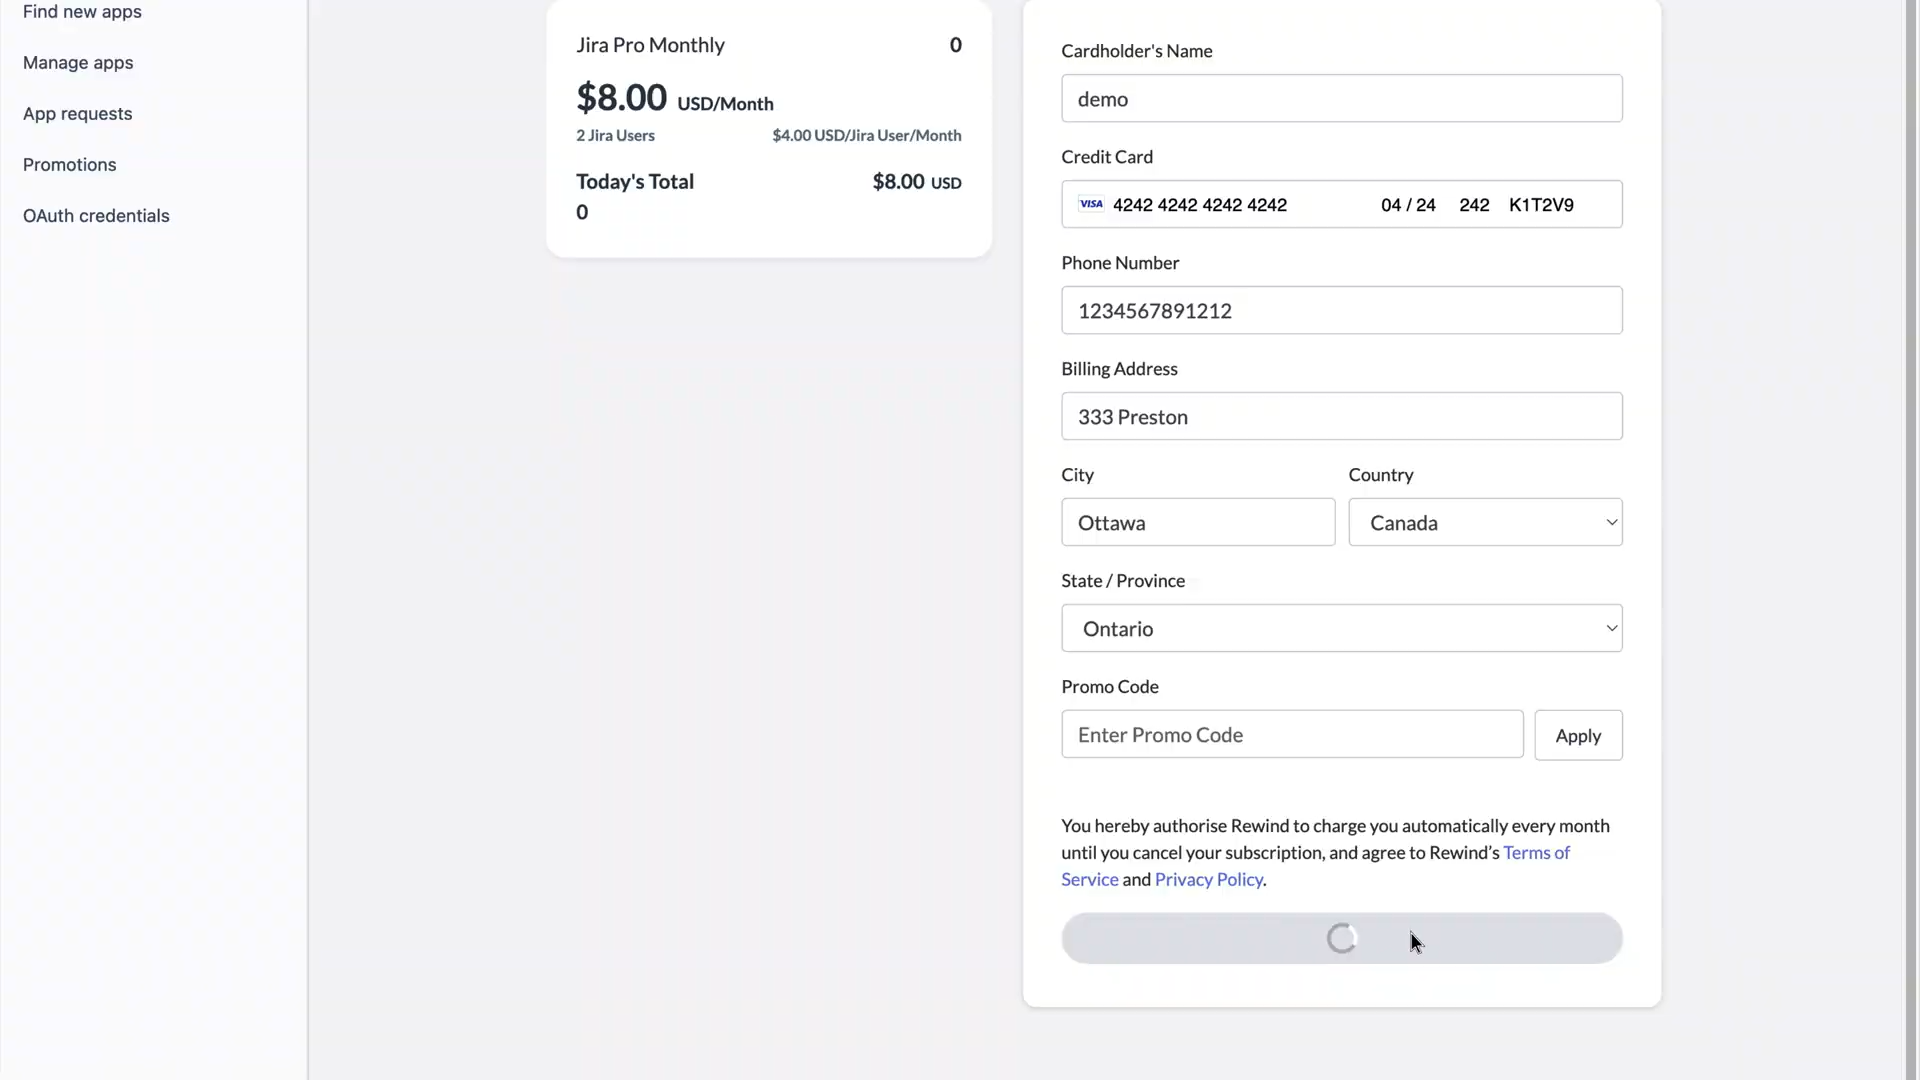 Find new apps
Manage apps
App requests
Promotions
OAuth credentials
Jira Pro Monthly 0
$8.00 USD/Month
2 Jira Users $4.00 USD/Jira User/Month
Today's Total $8.00 USD
0
Cardholder's Name
demo
Credit Card
VISA 4242 4242 4242 4242 04 / 24 242 K1T2V9
Phone Number
1234567891212
Billing Address
333 Preston
City Country
Ottawa Canada
State / Province
Ontario
Promo Code
Enter Promo Code Apply
You hereby authorise Rewind to charge you automatically every month
until you cancel your subscription, and agree to Rewind’s Terms of
Service and Privacy Policy.